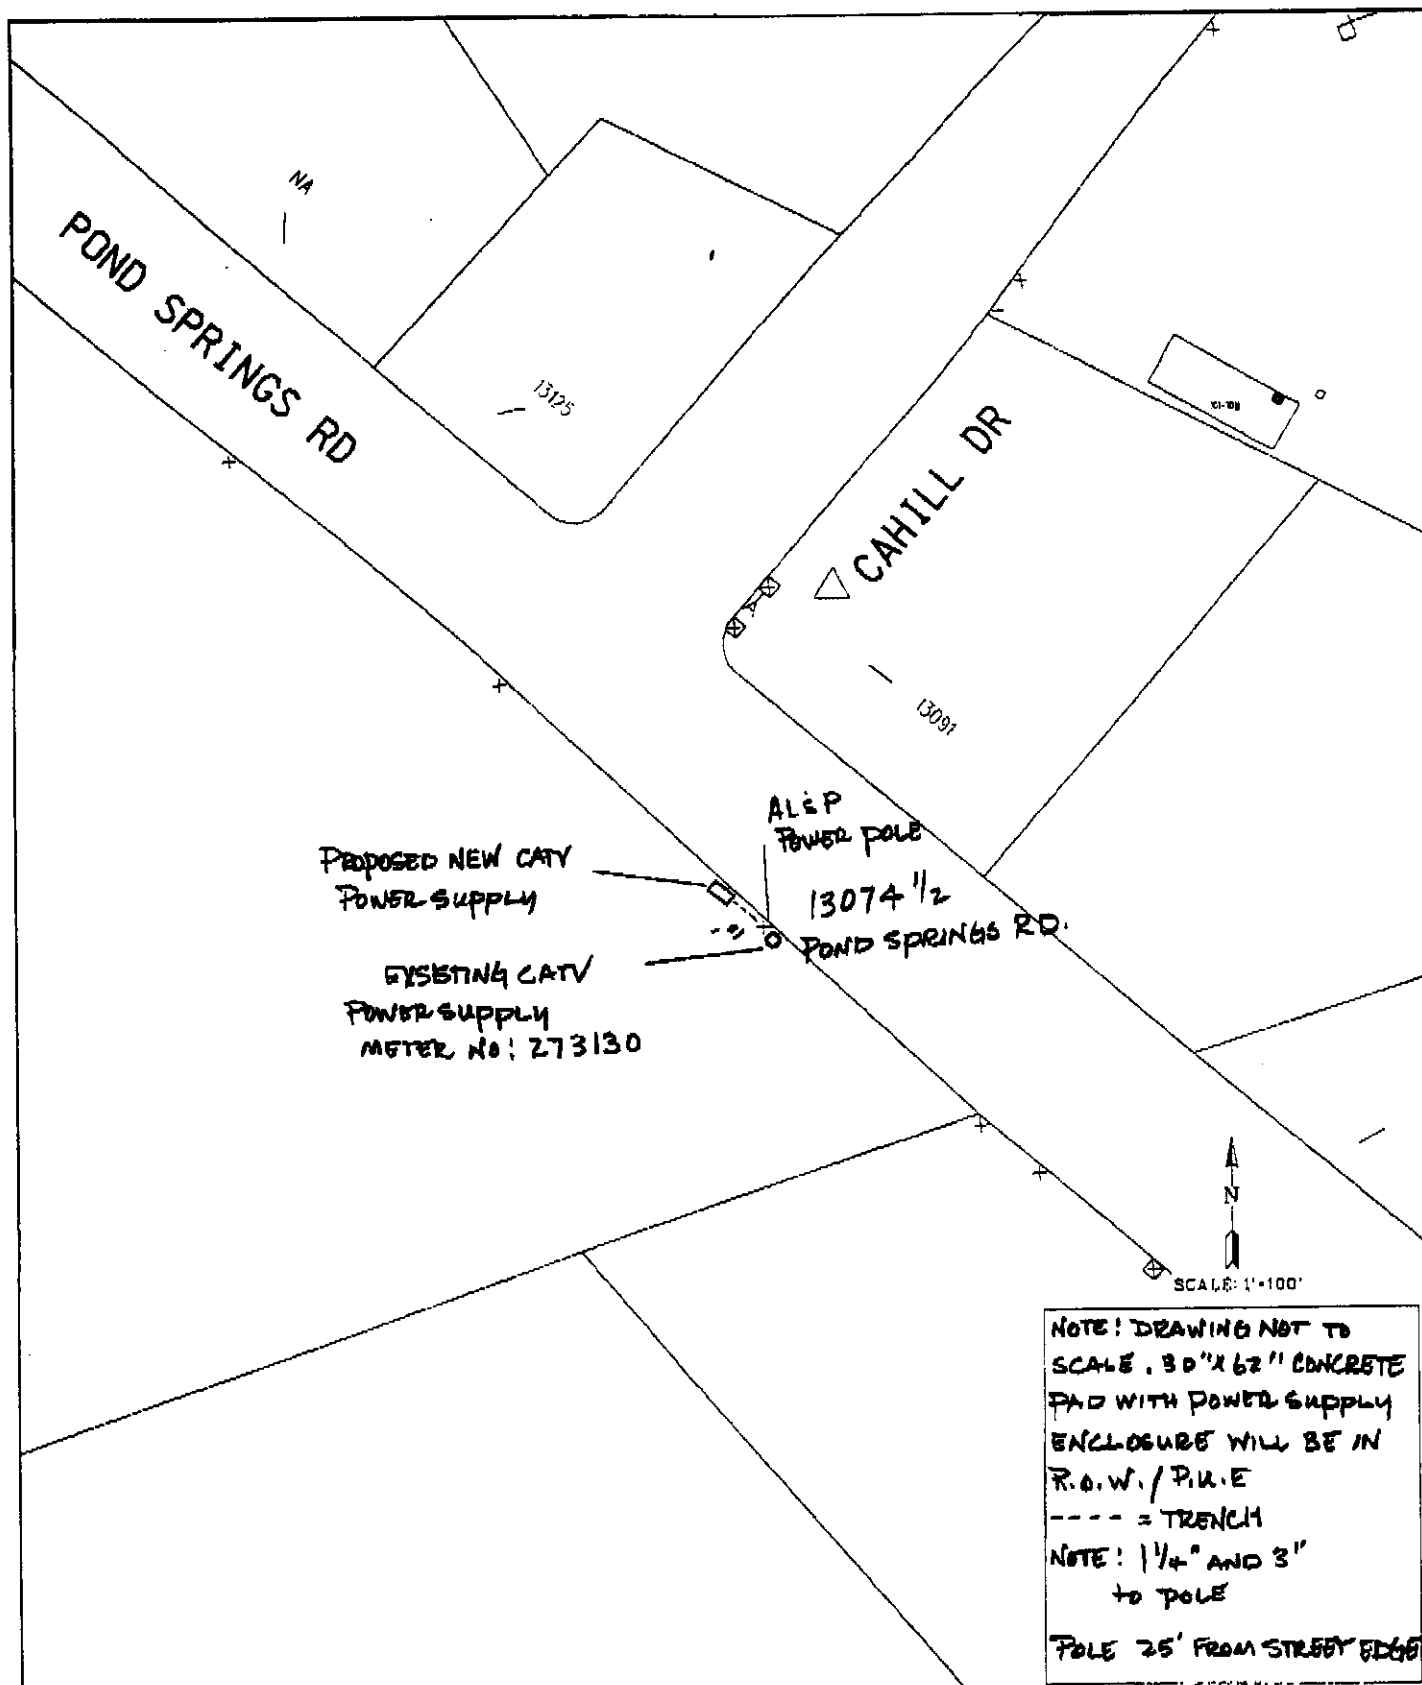 NA
POND SPRINGS RD
13125
CAHILL DR
13091
ALEP
POWER POLE
13074 1/2
POND SPRINGS RD.
PROPOSED NEW CATV
POWER SUPPLY
EXSETING CATV
POWER SUPPLY
METER NO: 273130
N
SCALE: 1"=100'
NOTE! DRAWING NOT TO
SCALE. 30" X 62" CONCRETE
PAD WITH POWER SUPPLY
ENCLOSURE WILL BE IN
R.O.W. / P.U.E
---- = TRENCH
NOTE: 1 1/4" AND 3"
to POLE
POLE 25' FROM STREET EDGE